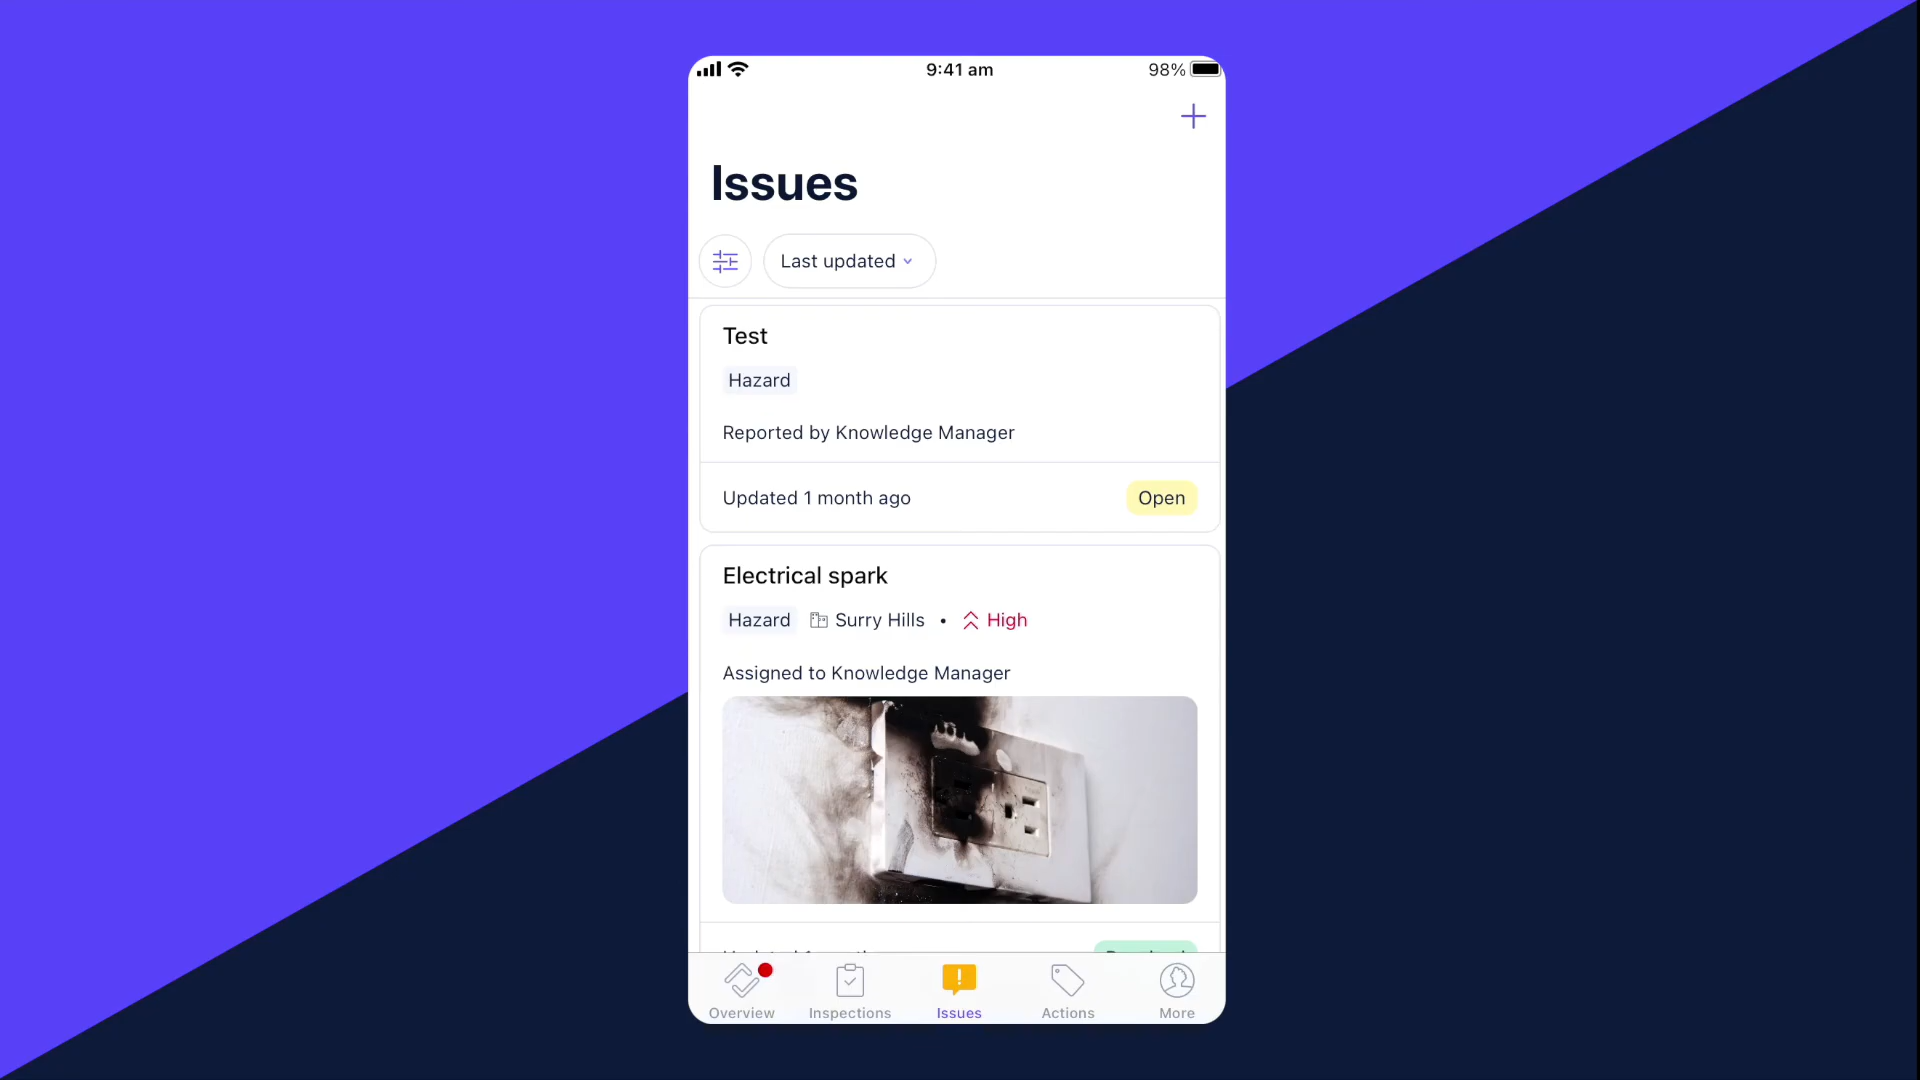 9:41 am
98%
Issues
Last updated
Test
Hazard
Reported by Knowledge Manager
Updated 1 month ago
Open
Electrical spark
Hazard Surry Hills • High
Assigned to Knowledge Manager
Overview Inspections Issues Actions More